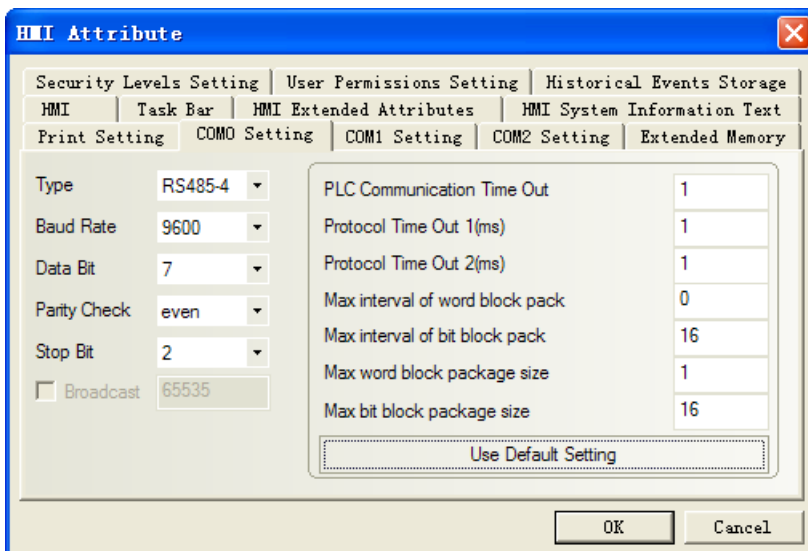 HMI Attribute
Security Levels Setting User Permissions Setting Historical Events Storage
HMI Task Bar HMI Extended Attributes HMI System Information Text
Print Setting COM0 Setting COM1 Setting COM2 Setting Extended Memory
Type RS485-4
Baud Rate 9600
Data Bit 7
Parity Check even
Stop Bit 2
Broadcast 65535
PLC Communication Time Out 1
Protocol Time Out 1(ms) 1
Protocol Time Out 2(ms) 1
Max interval of word block pack 0
Max interval of bit block pack 16
Max word block package size 1
Max bit block package size 16
Use Default Setting
OK Cancel